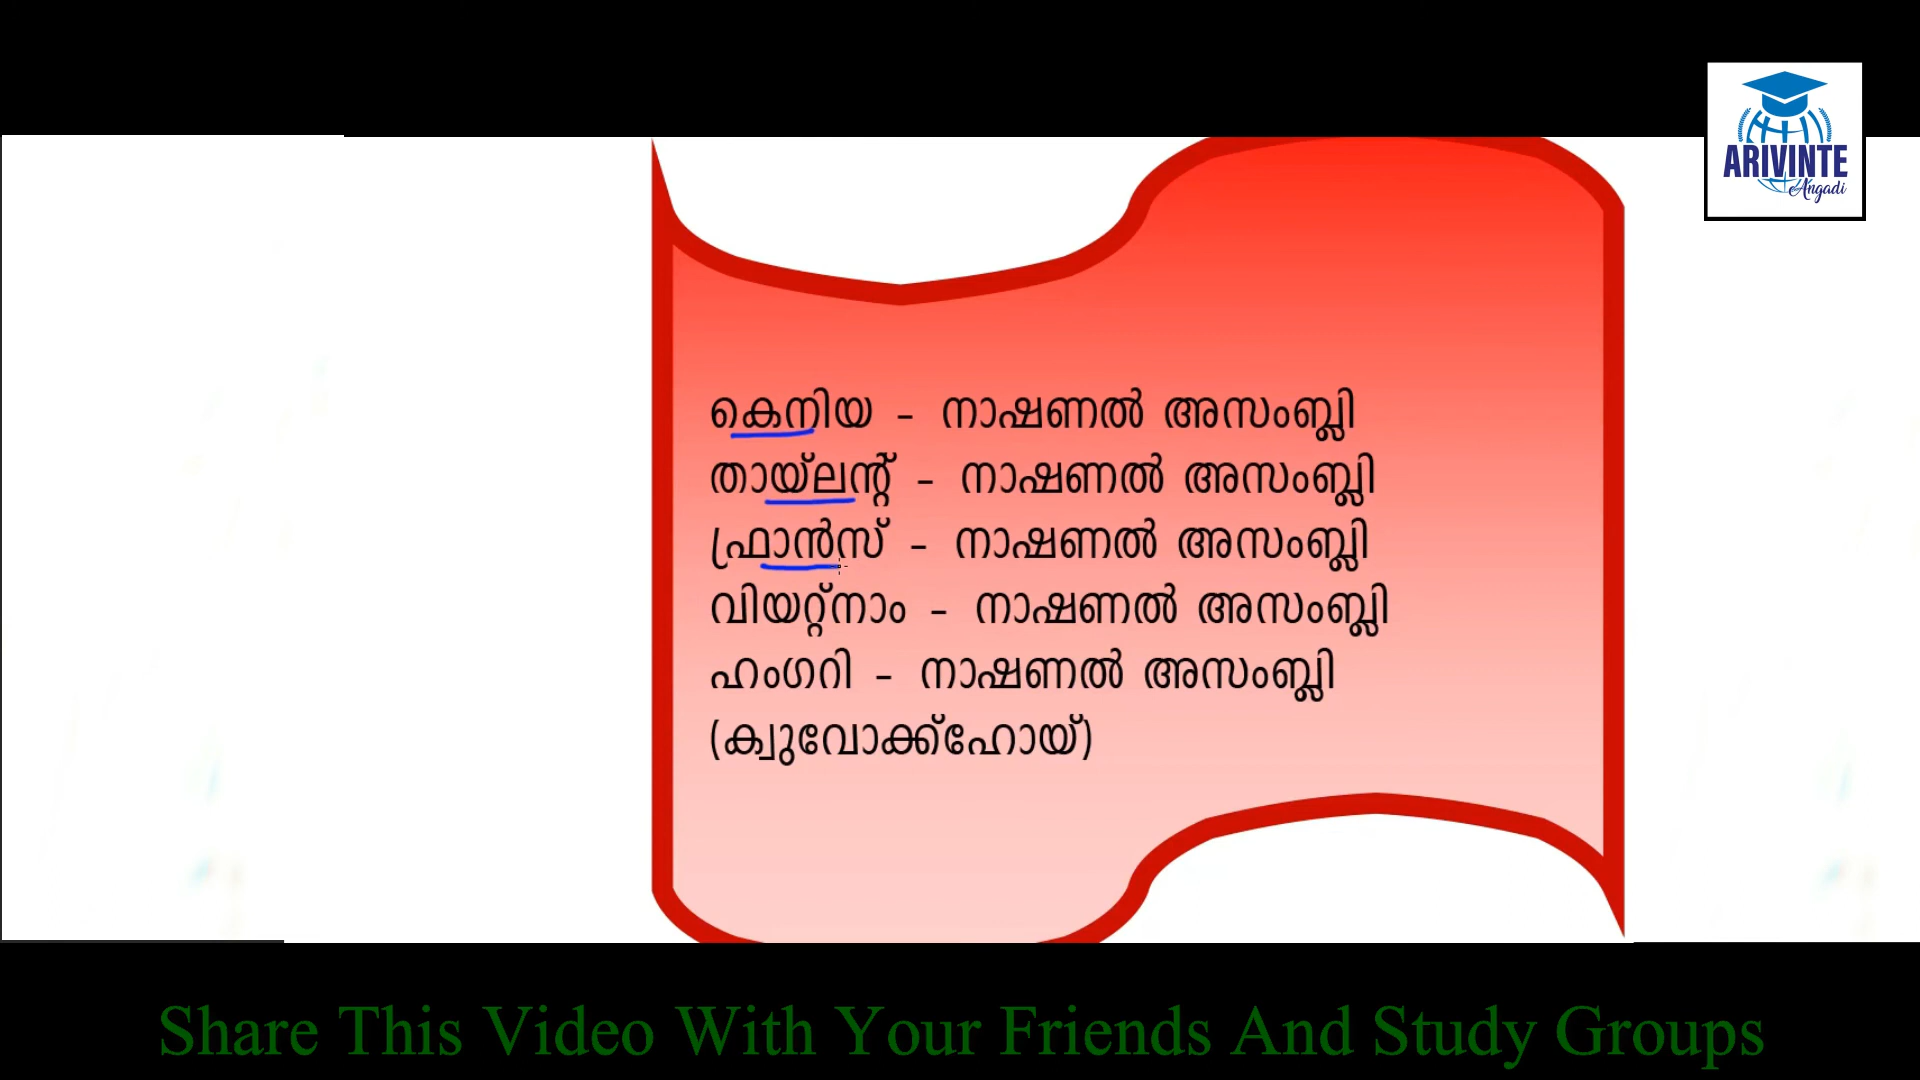 ARIVINTE
Angadi
കെനിയ - നാഷണൽ അസംബ്ലി
തായ്‌ലന്റ് - നാഷണൽ അസംബ്ലി
ഫ്രാൻസ് - നാഷണൽ അസംബ്ലി
വിയറ്റ്നാം - നാഷണൽ അസംബ്ലി
ഹംഗറി - നാഷണൽ അസംബ്ലി
(ക്വുവോക്ക്ഹോയ്)
Share This Video With Your Friends And Study Groups